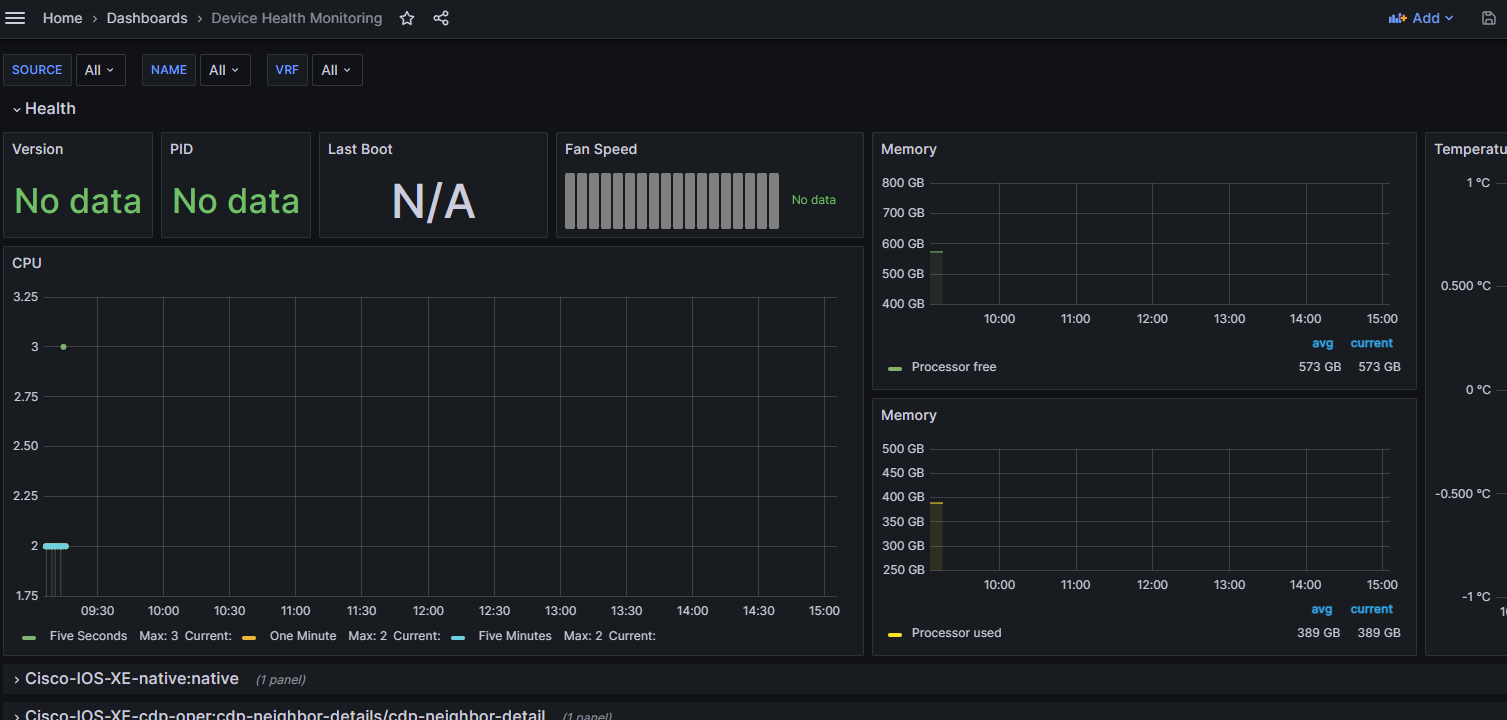 Home › Dashboards › Device Health Monitoring
Add
SOURCE All NAME All VRF All
Health
Version
No data
PID
No data
Last Boot
N/A
Fan Speed
No data
CPU
3.25
3
2.75
2.50
2.25
2
1.75
09:30 10:00 10:30 11:00 11:30 12:00 12:30 13:00 13:30 14:00 14:30 15:00
Five Seconds Max: 3 Current: One Minute Max: 2 Current: Five Minutes Max: 2 Current:
Memory
800 GB
700 GB
600 GB
500 GB
400 GB
10:00 11:00 12:00 13:00 14:00 15:00
avg current
Processor free 573 GB 573 GB
Memory
500 GB
450 GB
400 GB
350 GB
300 GB
250 GB
10:00 11:00 12:00 13:00 14:00 15:00
avg current
Processor used 389 GB 389 GB
Temperatu
1 °C
0.500 °C
0 °C
-0.500 °C
-1 °C
Cisco-IOS-XE-native:native (1 panel)
Cisco-IOS-XE-cdp-oper:cdp-neighbor-details/cdp-neighbor-detail (1 panel)